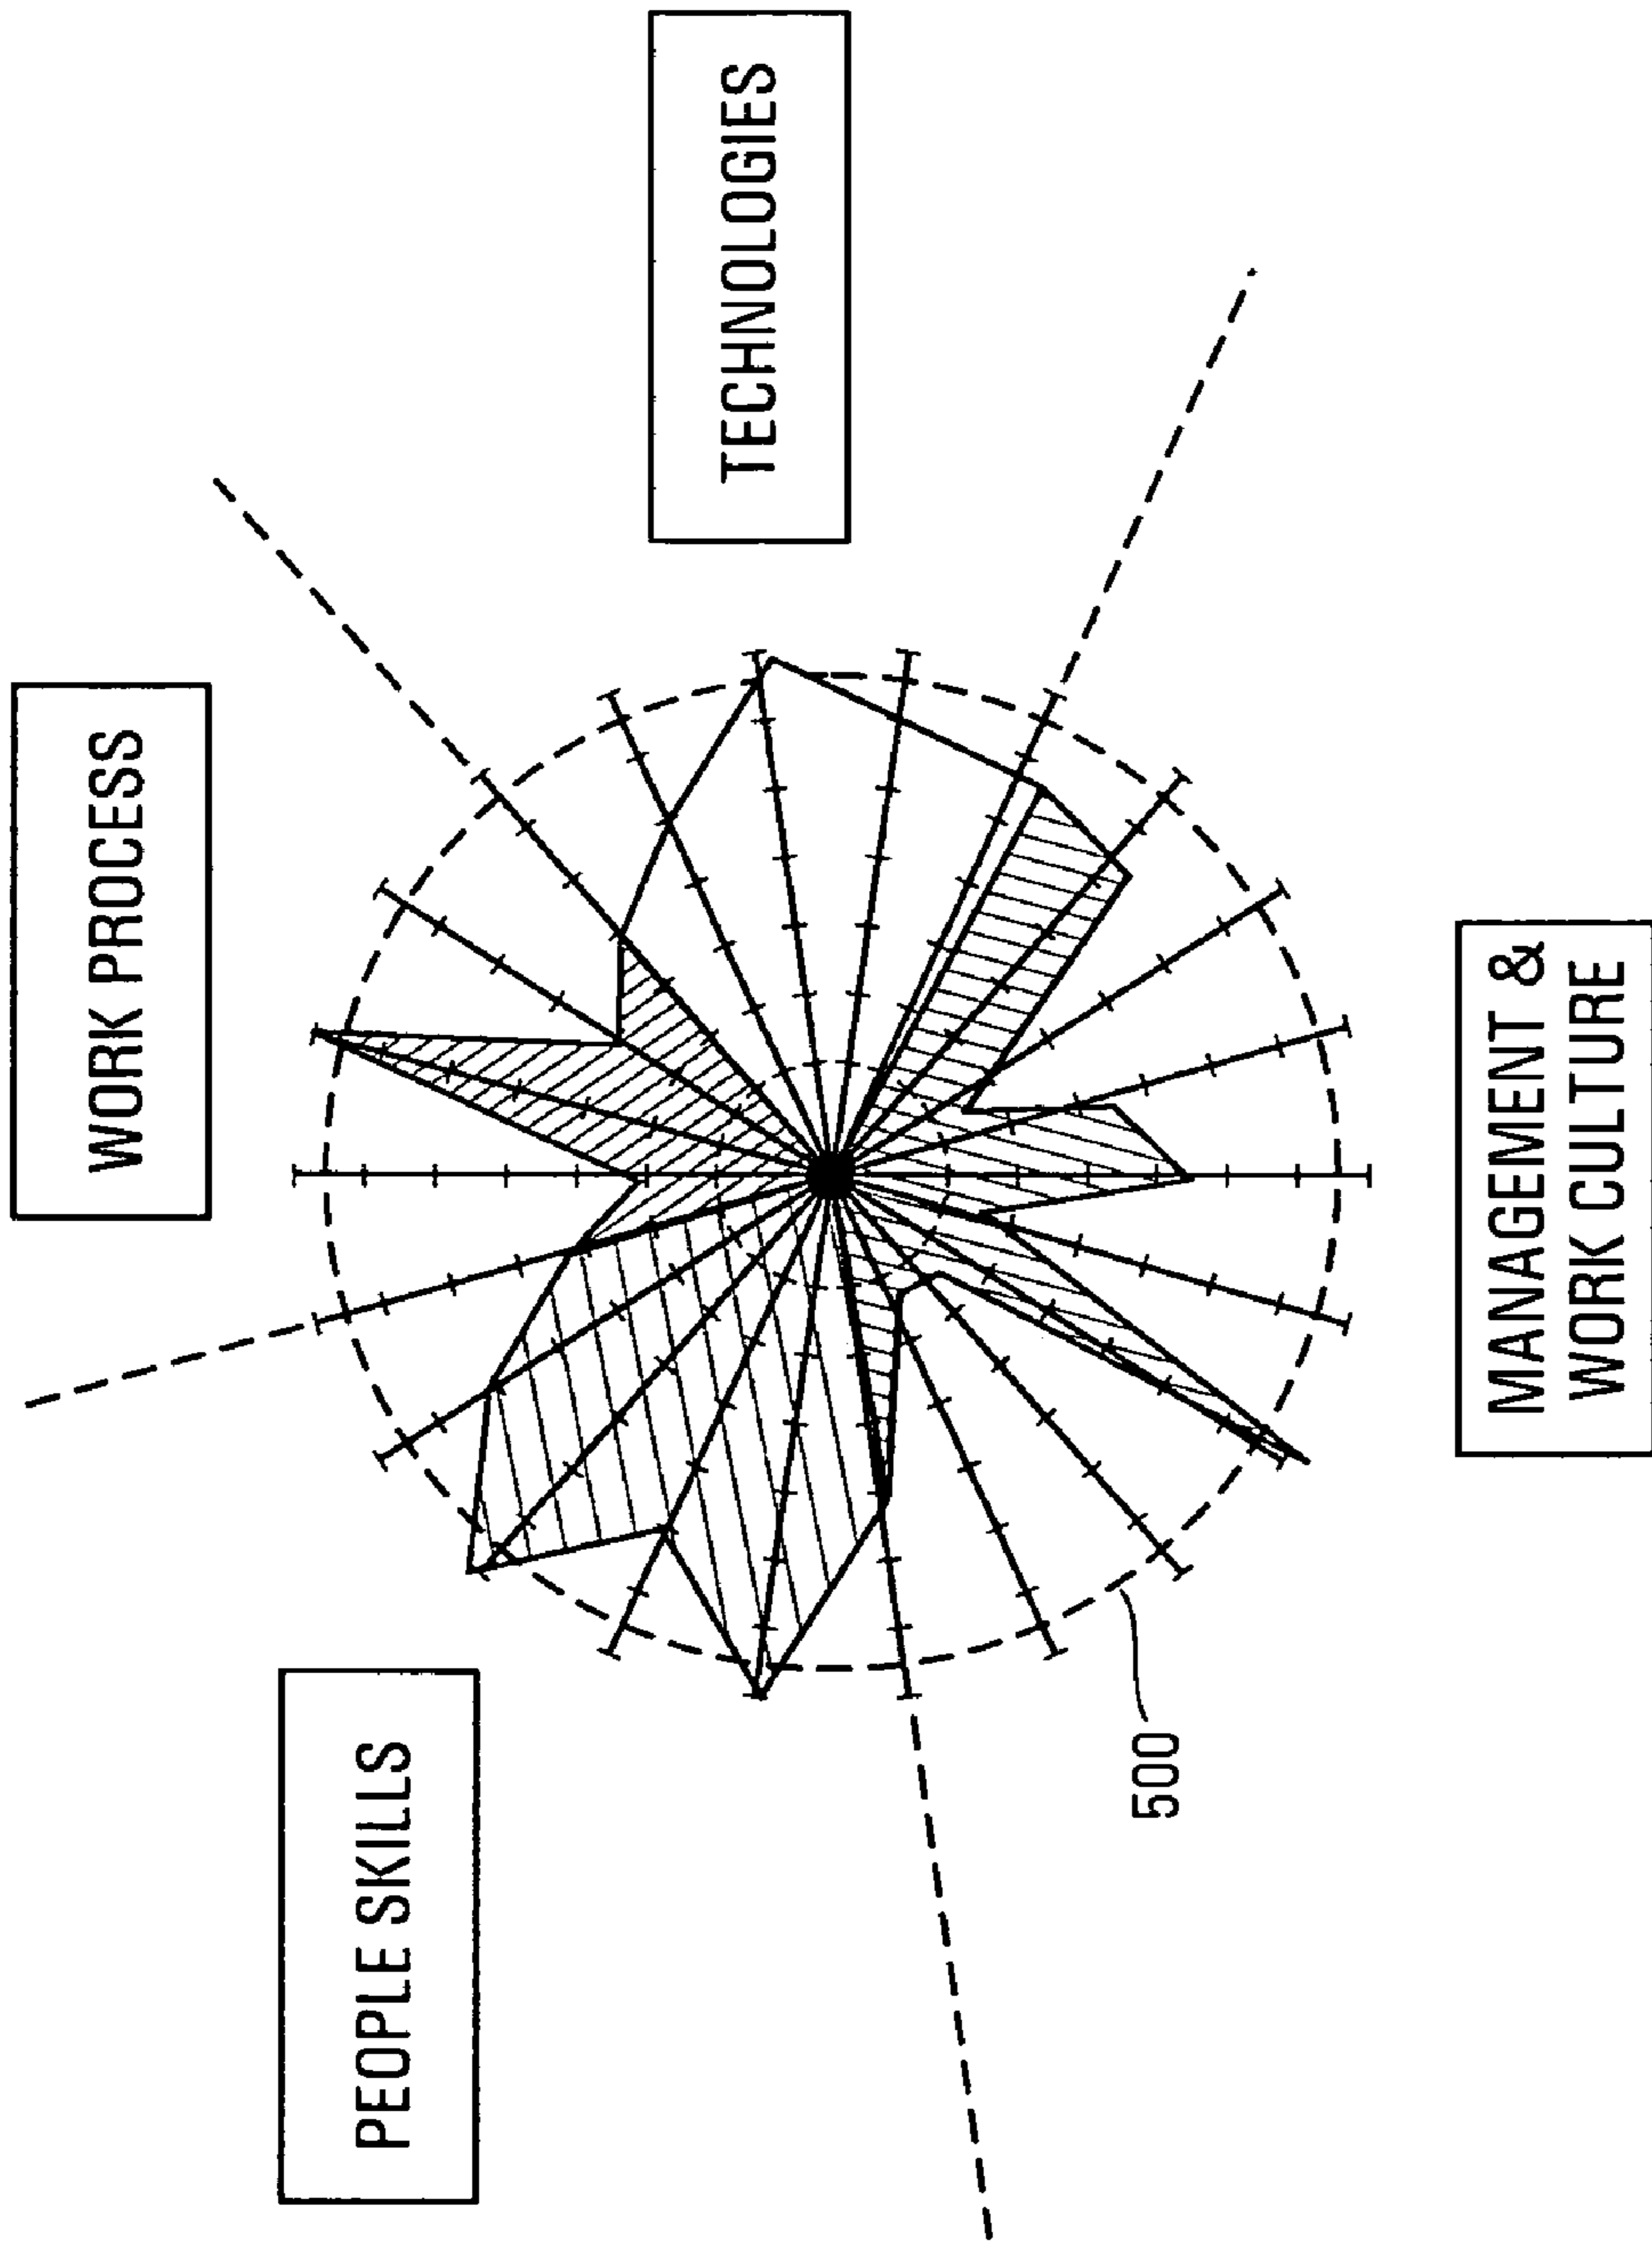 WORK PROCESS
PEOPLE SKILLS
TECHNOLOGIES
500
MANAGEMENT &
WORK CULTURE